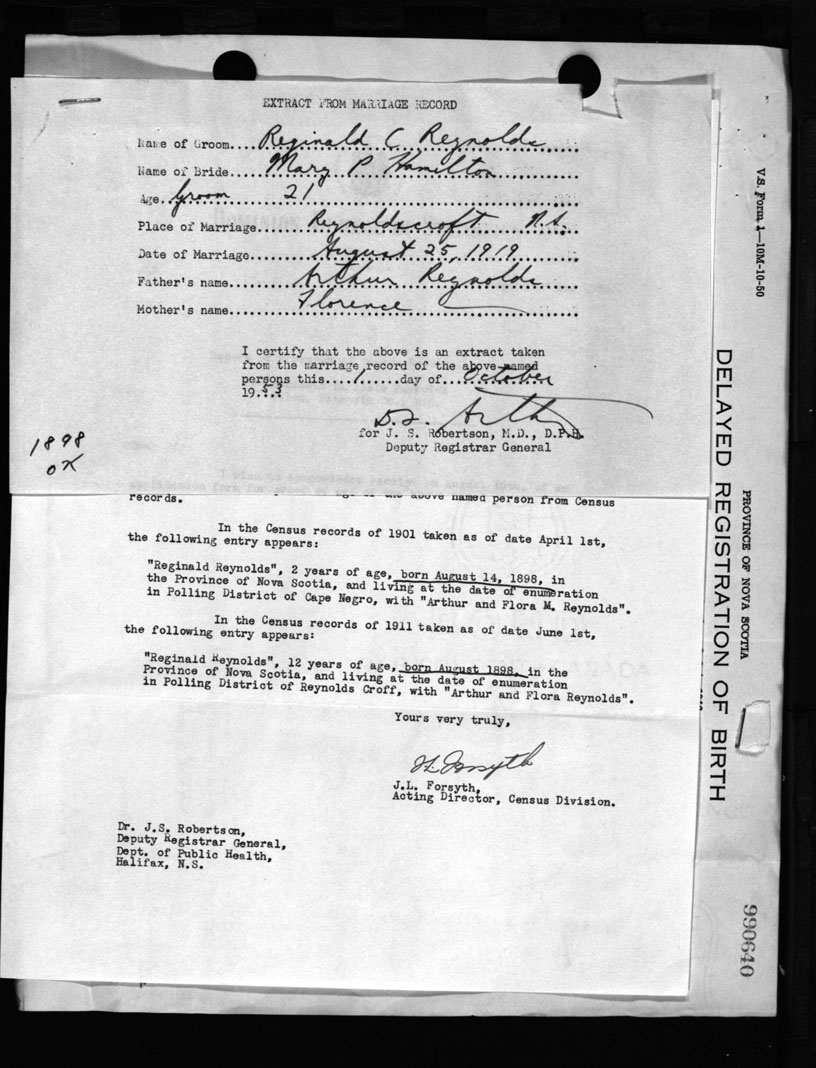 EXTRACT FROM MARRIAGE RECORD
Name of Groom....Reginald C Reynolds
Name of Bride....Mary P Hamilton
Age. Groom 21
Place of Marriage....Reynoldscroft N.S.
Date of Marriage....August 25, 1919
Father's name....Arthur Reynolds
Mother's name....Florence
I certify that the above is an extract taken
from the marriage record of the above named
persons this....1....day of...October
19.53
for J. S. Robertson, M.D., D.P.H.
Deputy Registrar General
1898
OK
records. of the above named person from Census
In the Census records of 1901 taken as of date April 1st,
the following entry appears:
"Reginald Reynolds", 2 years of age, born August 14, 1898, in
the Province of Nova Scotia, and living at the date of enumeration
in Polling District of Cape Negro, with "Arthur and Flora M. Reynolds".
In the Census records of 1911 taken as of date June 1st,
the following entry appears:
"Reginald Reynolds", 12 years of age, born August 1898, in the
Province of Nova Scotia, and living at the date of enumeration
in Polling District of Reynolds Croff, with "Arthur and Flora Reynolds".
Yours very truly,
J.L. Forsyth
J.L. Forsyth,
Acting Director, Census Division.
Dr. J.S. Robertson,
Deputy Registrar General,
Dept. of Public Health,
Halifax, N.S.
V.S. Form 1—10M-10-50
PROVINCE OF NOVA SCOTIA
DELAYED REGISTRATION OF BIRTH
990640